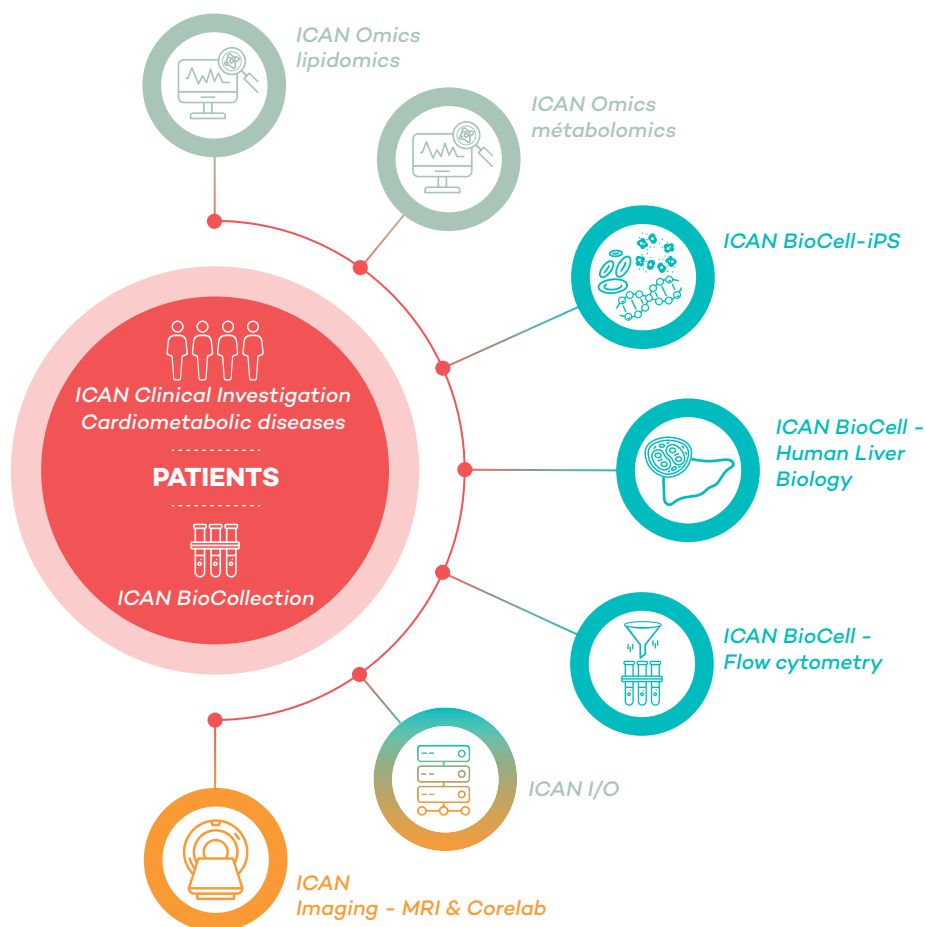 ICAN Omics
lipidomics
ICAN Omics
métabolomics
ICAN BioCell-iPS
ICAN Clinical Investigation
Cardiometabolic diseases
PATIENTS
ICAN BioCollection
ICAN BioCell -
Human Liver
Biology
ICAN BioCell -
Flow cytometry
ICAN I/O
ICAN
Imaging - MRI & Corelab